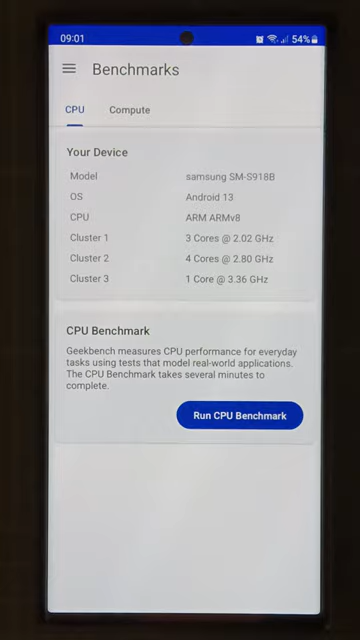 09:01
54%
Benchmarks
CPU
Compute
Your Device
Model samsung SM-S918B
OS Android 13
CPU ARM ARMv8
Cluster 1 3 Cores @ 2.02 GHz
Cluster 2 4 Cores @ 2.80 GHz
Cluster 3 1 Core @ 3.36 GHz
CPU Benchmark
Geekbench measures CPU performance for everyday
tasks using tests that model real-world applications.
The CPU Benchmark takes several minutes to
complete.
Run CPU Benchmark